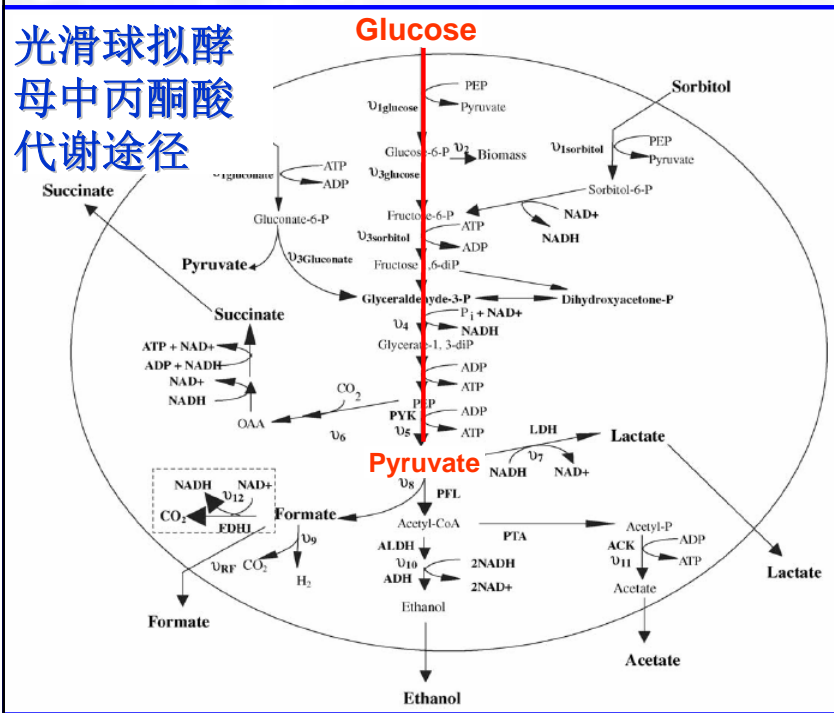 光滑球拟酵
母中丙酮酸
代谢途径
Glucose
PEP
υ1glucose
Pyruvate
Sorbitol
Glucose-6-P
υ2
Biomass
υ1sorbitol
PEP
Pyruvate
υ3glucose
υ1gluconate
ATP
ADP
Succinate
Sorbitol-6-P
Gluconate-6-P
Fructose-6-P
NAD+
NADH
υ3sorbitol
ATP
ADP
Pyruvate
υ3Gluconate
Fructose 1,6-diP
Glyceraldehyde-3-P
Dihydroxyacetone-P
Succinate
Pi + NAD+
υ4
NADH
Glycerate-1, 3-diP
ATP + NAD+
ADP + NADH
NAD+
NADH
ADP
ATP
CO2
PEP
OAA
υ6
PYK
υ5
ADP
ATP
LDH
Lactate
Pyruvate
NADH
υ7
NAD+
υ8
PFL
NADH
NAD+
υ12
CO2
FDH1
Formate
Acetyl-CoA
PTA
Acetyl-P
υ9
CO2
H2
υRF
ALDH
υ10
ADH
2NADH
2NAD+
ACK
υ11
ADP
ATP
Lactate
Ethanol
Acetate
Formate
Acetate
Ethanol